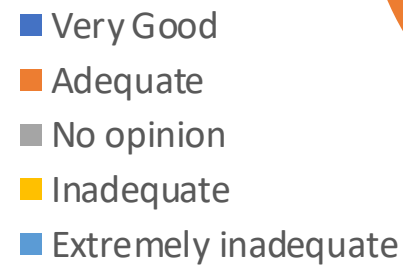 Very Good
Adequate
No opinion
Inadequate
Extremely inadequate